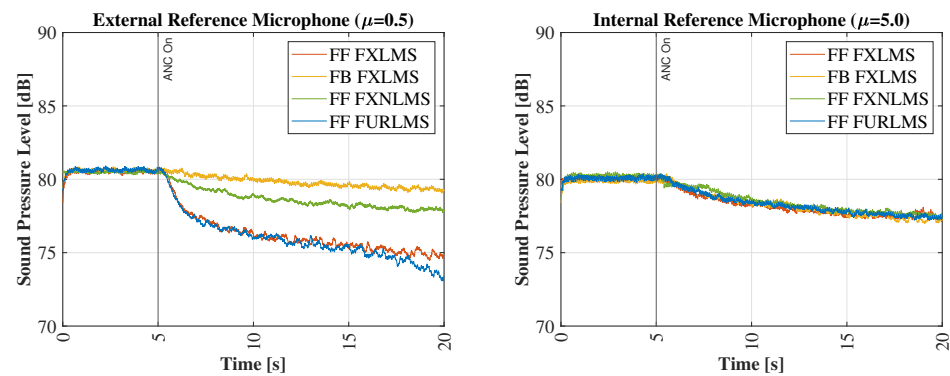 External Reference Microphone (μ=0.5)
90
85
80
75
70
Sound Pressure Level [dB]
ANC On
FF FXLMS
FB FXLMS
FF FXNLMS
FF FURLMS
0
5
10
15
20
Time [s]
Internal Reference Microphone (μ=5.0)
90
85
80
75
70
Sound Pressure Level [dB]
ANC On
FF FXLMS
FB FXLMS
FF FXNLMS
FF FURLMS
0
5
10
15
20
Time [s]